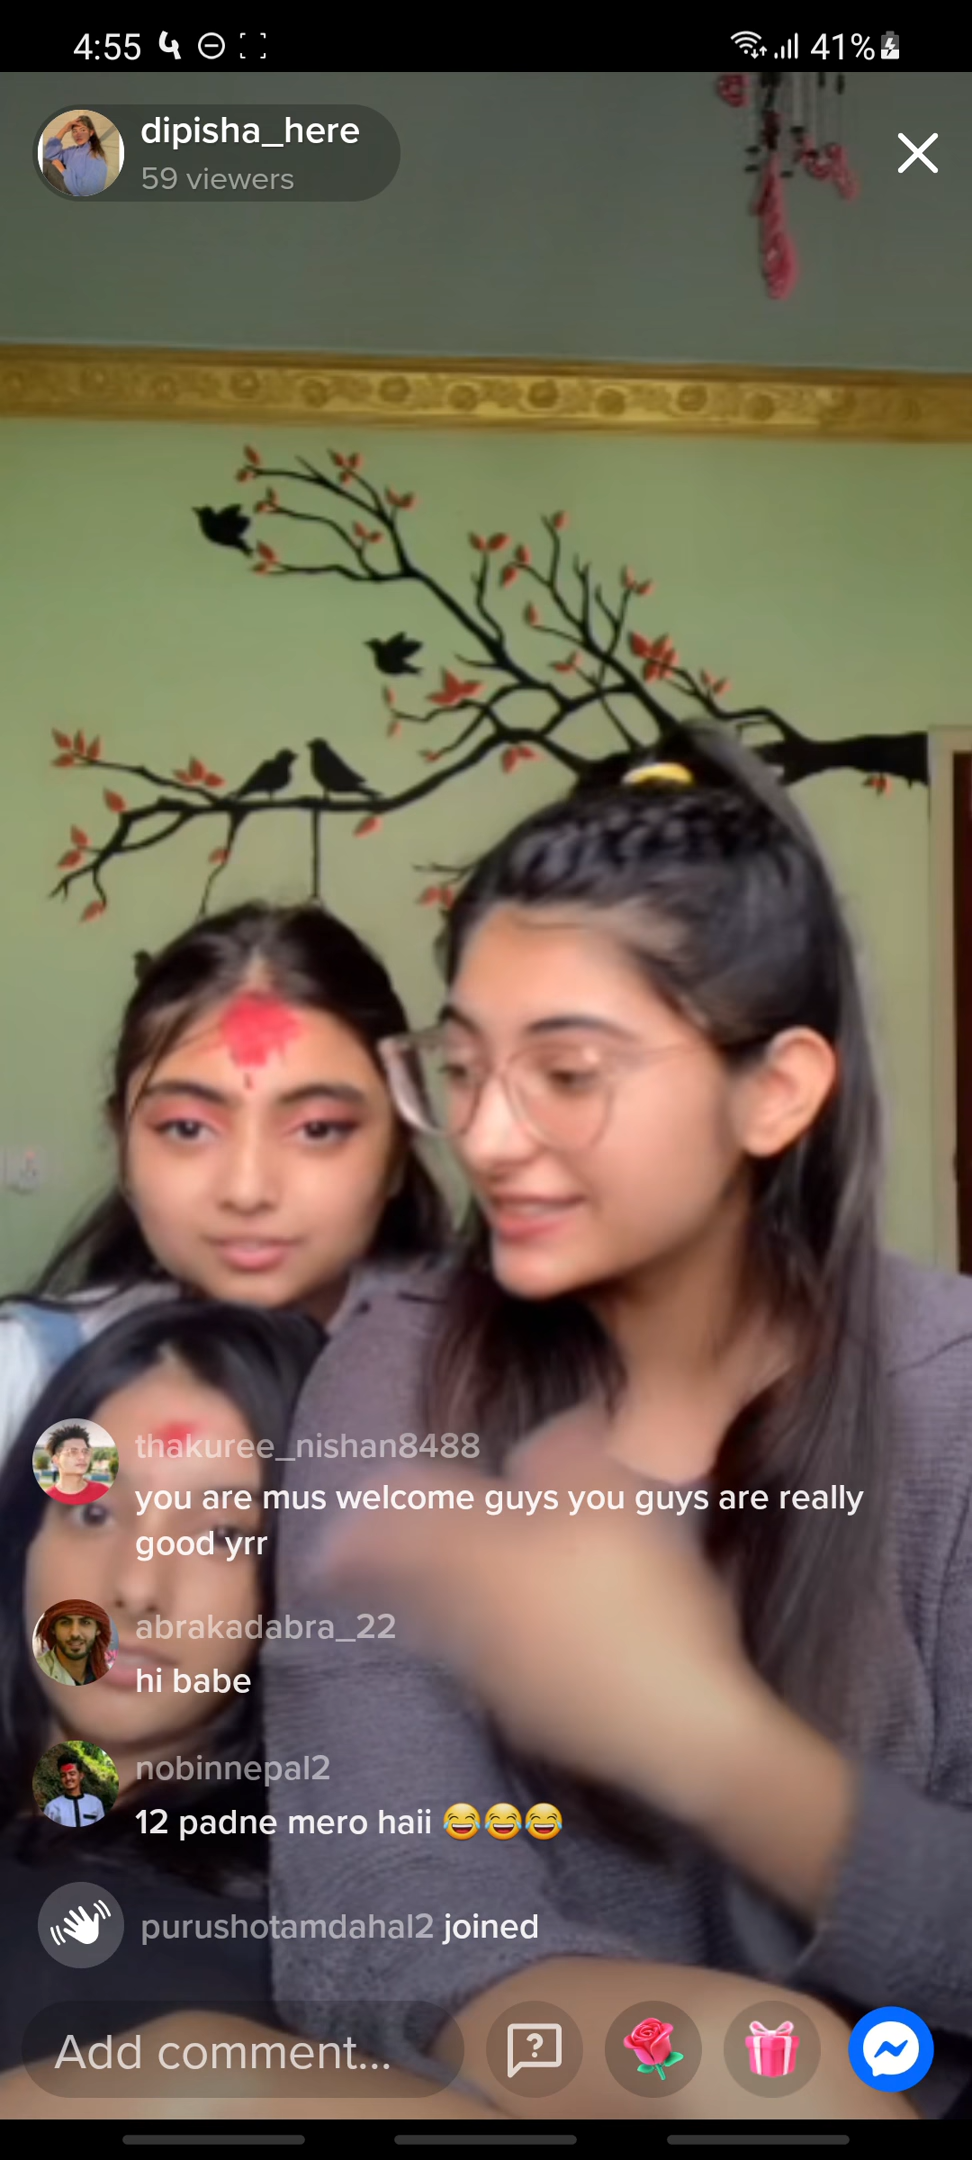 4:55
41%
dipisha_here
59 viewers
thakuree_nishan8488
you are mus welcome guys you guys are really
good yrr
abrakadabra_22
hi babe
nobinnepal2
12 padne mero haii 😂😂😂
purushotamdahal2 joined
Add comment...